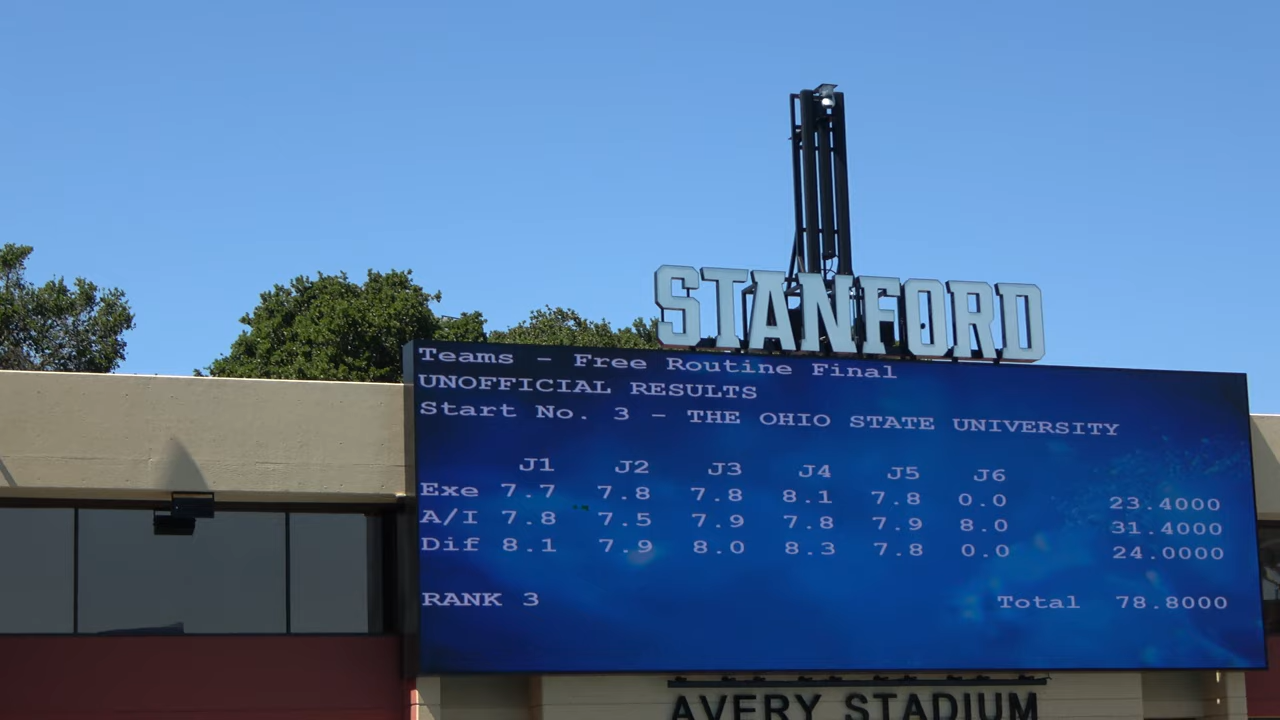 STANFORD
Teams - Free Routine Final
UNOFFICIAL RESULTS
Start No. 3 - THE OHIO STATE UNIVERSITY
J1 J2 J3 J4 J5 J6
Exe 7.7 7.8 7.8 8.1 7.8 0.0 23.4000
A/I 7.8 7.5 7.9 7.8 7.9 8.0 31.4000
Dif 8.1 7.9 8.0 8.3 7.8 0.0 24.0000
RANK 3 Total 78.8000
AVERY STADIUM